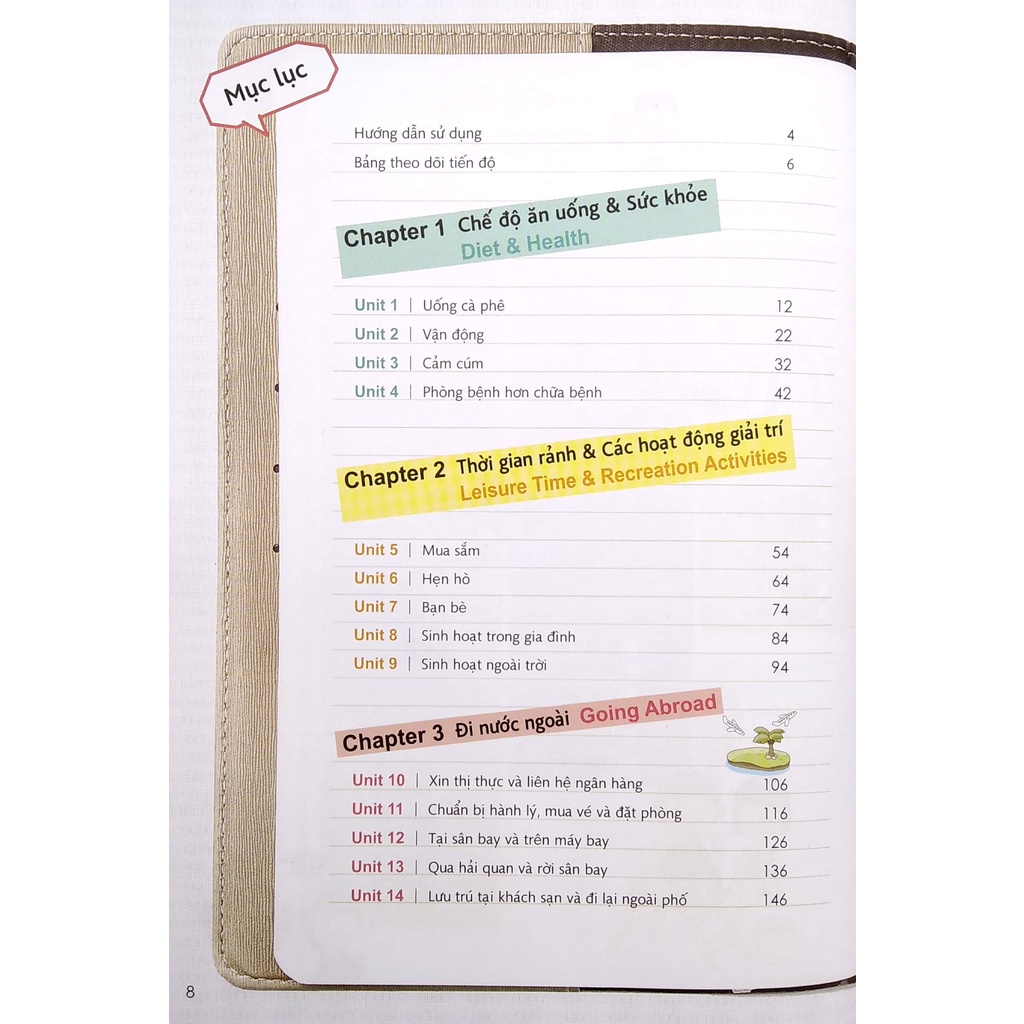 Mục lục
Hướng dẫn sử dụng 4
Bảng theo dõi tiến độ 6
Chapter 1 Chế độ ăn uống & Sức khỏe
Diet & Health
Unit 1 | Uống cà phê 12
Unit 2 | Vận động 22
Unit 3 | Cảm cúm 32
Unit 4 | Phòng bệnh hơn chữa bệnh 42
Chapter 2 Thời gian rảnh & Các hoạt động giải trí
Leisure Time & Recreation Activities
Unit 5 | Mua sắm 54
Unit 6 | Hẹn hò 64
Unit 7 | Bạn bè 74
Unit 8 | Sinh hoạt trong gia đình 84
Unit 9 | Sinh hoạt ngoài trời 94
Chapter 3 Đi nước ngoài Going Abroad
Unit 10 | Xin thị thực và liên hệ ngân hàng 106
Unit 11 | Chuẩn bị hành lý, mua vé và đặt phòng 116
Unit 12 | Tại sân bay và trên máy bay 126
Unit 13 | Qua hải quan và rời sân bay 136
Unit 14 | Lưu trú tại khách sạn và đi lại ngoài phố 146
8